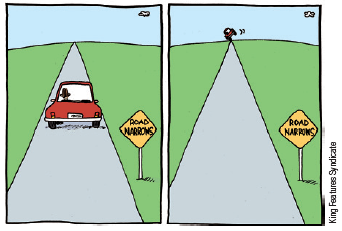 ROAD
NARROWS
ROAD
NARROWS
King Features Syndicate